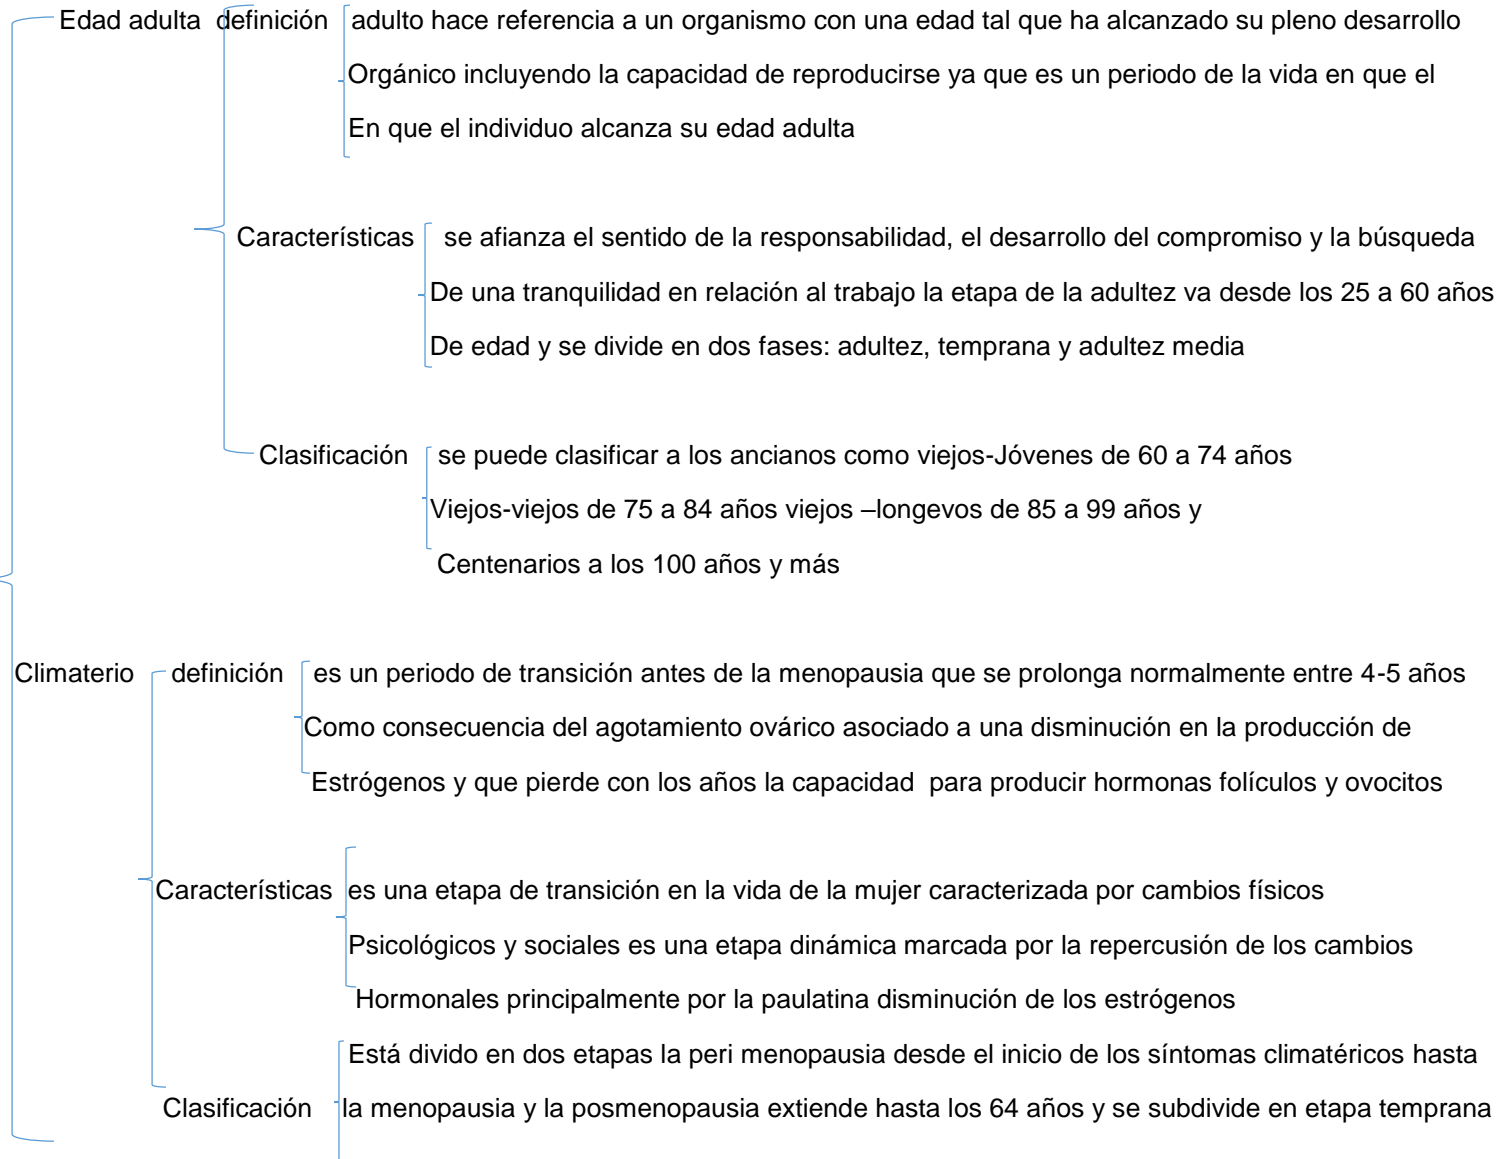 Edad adulta definición adulto hace referencia a un organismo con una edad tal que ha alcanzado su pleno desarrollo
Orgánico incluyendo la capacidad de reproducirse ya que es un periodo de la vida en que el
En que el individuo alcanza su edad adulta
Características se afianza el sentido de la responsabilidad, el desarrollo del compromiso y la búsqueda
De una tranquilidad en relación al trabajo la etapa de la adultez va desde los 25 a 60 años
De edad y se divide en dos fases: adultez, temprana y adultez media
Clasificación se puede clasificar a los ancianos como viejos-Jóvenes de 60 a 74 años
Viejos-viejos de 75 a 84 años viejos –longevos de 85 a 99 años y
Centenarios a los 100 años y más
Climaterio definición es un periodo de transición antes de la menopausia que se prolonga normalmente entre 4-5 años
Como consecuencia del agotamiento ovárico asociado a una disminución en la producción de
Estrógenos y que pierde con los años la capacidad para producir hormonas folículos y ovocitos
Características es una etapa de transición en la vida de la mujer caracterizada por cambios físicos
Psicológicos y sociales es una etapa dinámica marcada por la repercusión de los cambios
Hormonales principalmente por la paulatina disminución de los estrógenos
Está divido en dos etapas la peri menopausia desde el inicio de los síntomas climatéricos hasta
Clasificación la menopausia y la posmenopausia extiende hasta los 64 años y se subdivide en etapa temprana